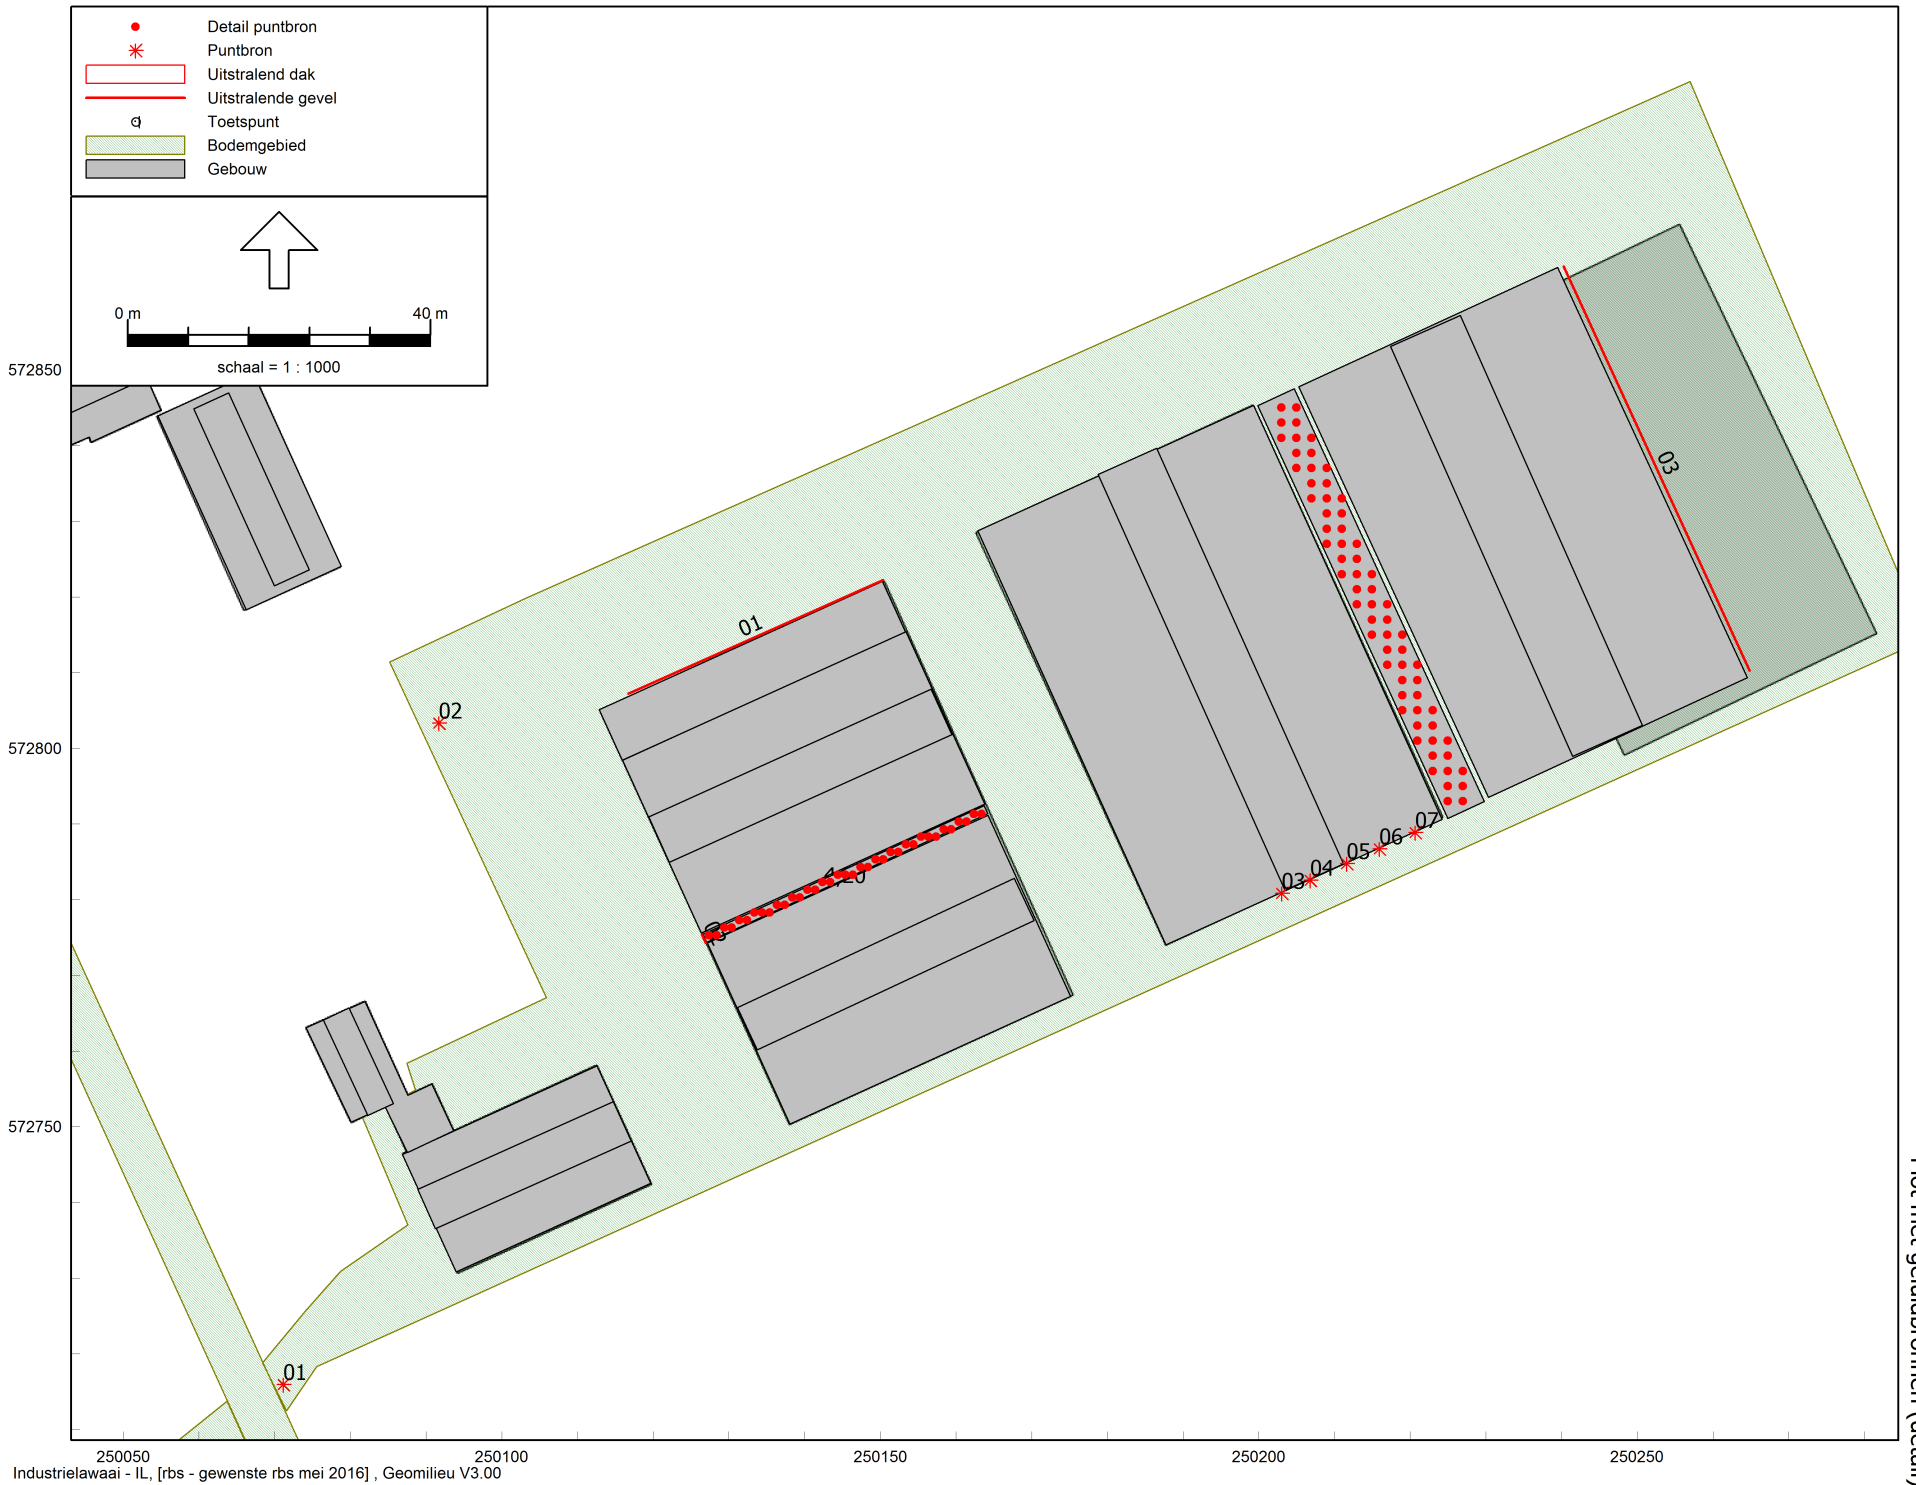 Detail puntbron
Puntbron
Uitstralend dak
Uitstralende gevel
Toetspunt
Bodemgebied
Gebouw
0 m
40 m
schaal = 1 : 1000
572850
572800
572750
03
01
02
07
06
05
04
03
01
250050
250100
250150
250200
250250
Industrielawaai - IL, [rbs - gewenste rbs mei 2016] , Geomilieu V3.00